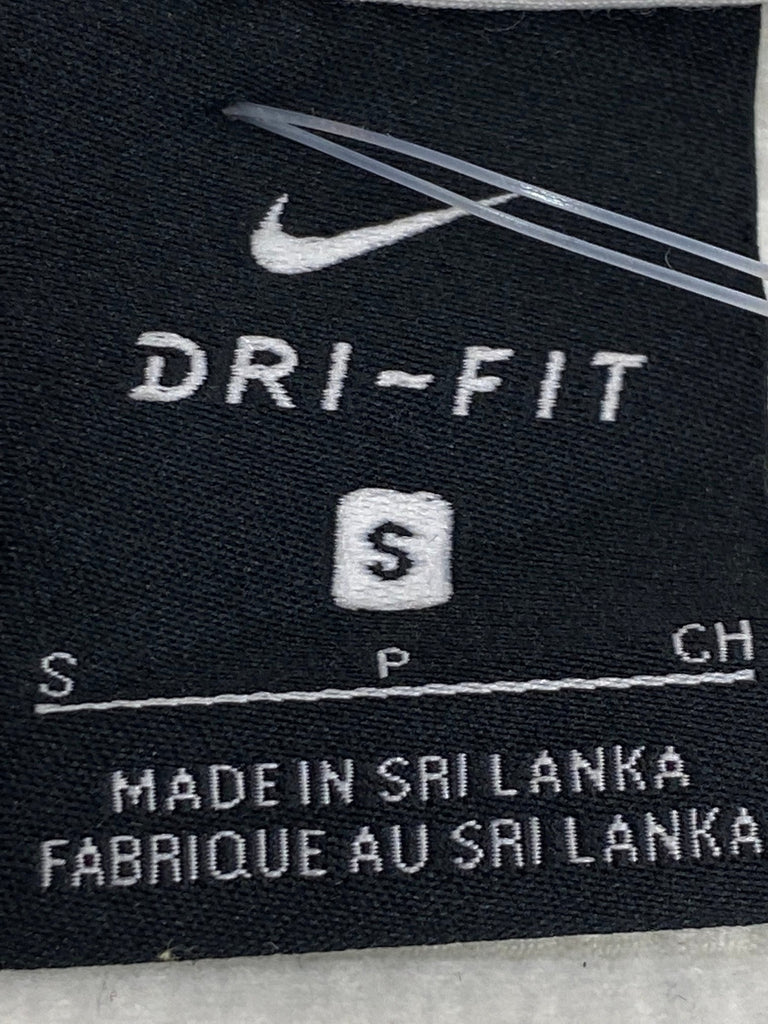 DRI-FIT
S
S P CH
MADE IN SRI LANKA
FABRIQUE AU SRI LANKA